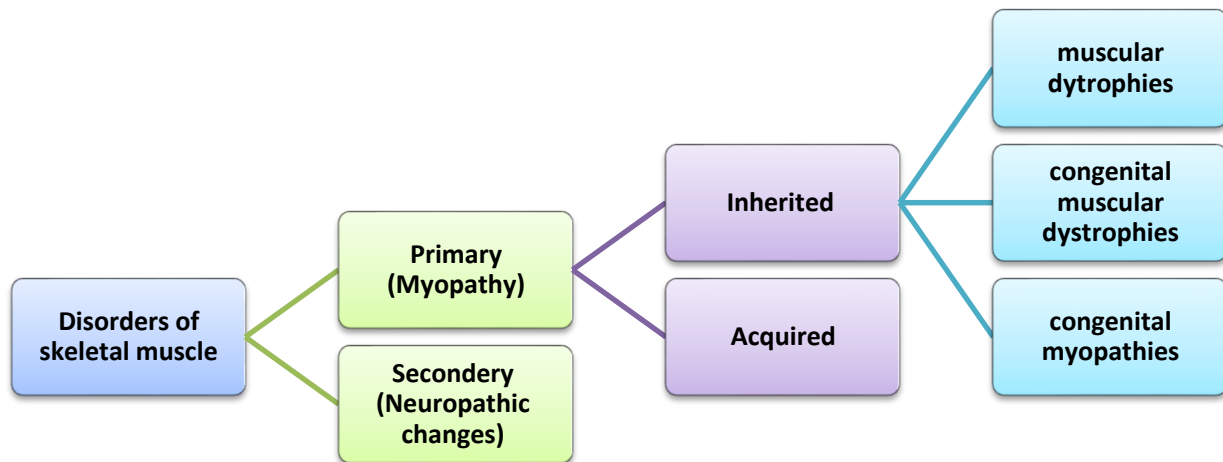 Disorders of
skeletal muscle
Primary
(Myopathy)
Secondery
(Neuropathic
changes)
Inherited
Acquired
muscular
dytrophies
congenital
muscular
dystrophies
congenital
myopathies